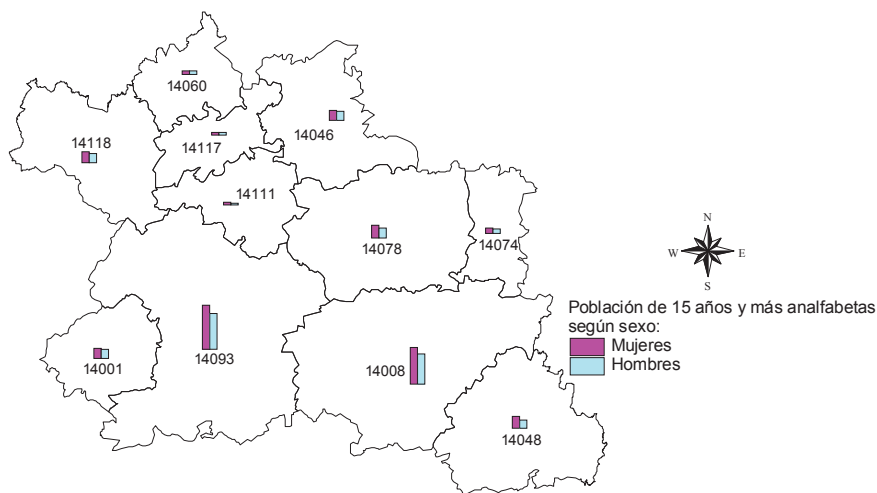 14060
14118
14046
14117
14111
14078
14074
N
W
E
S
Población de 15 años y más analfabetas
según sexo:
Mujeres
Hombres
14001
14093
14008
14048